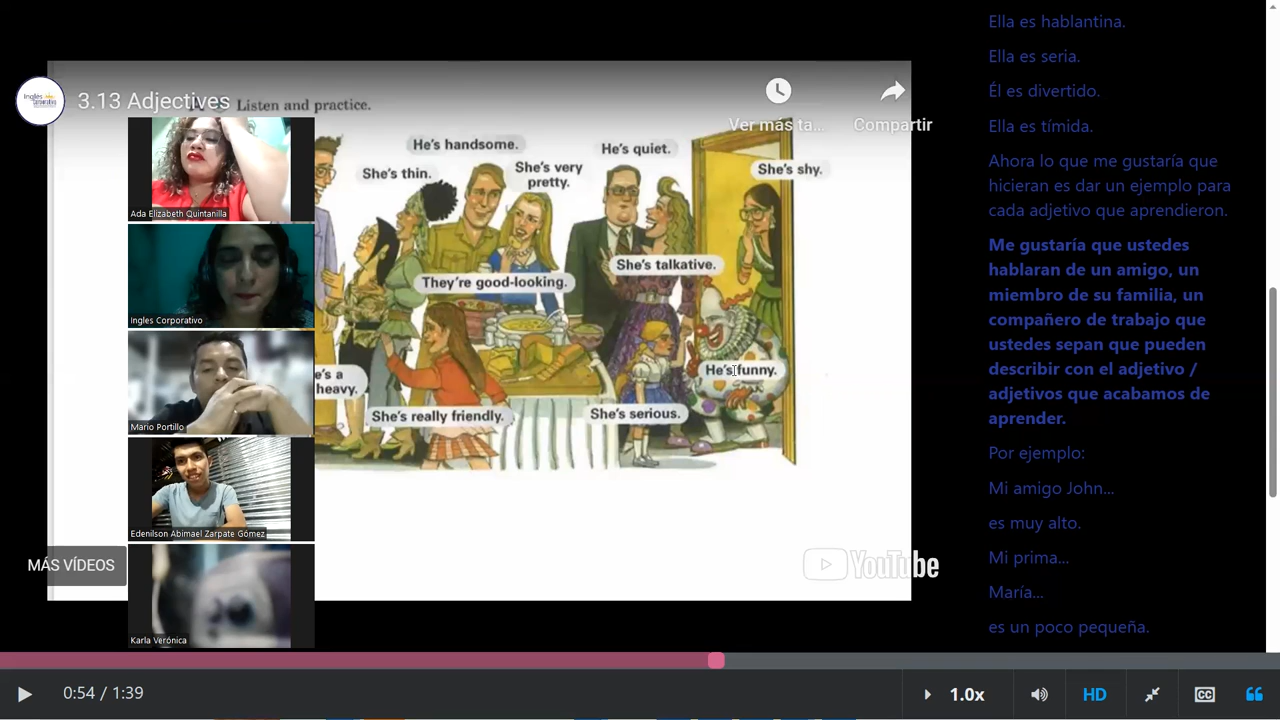 3.13 Adjectives
Listen and practice.
Ver más ta...
Compartir
He's handsome.
He's quiet.
She's thin.
She's very
pretty.
She's shy.
She's talkative.
They're good-looking.
He's funny.
heavy.
She's really friendly.
She's serious.
Ada Elizabeth Quintanilla
Ingles Corporativo
Mario Portillo
Edenilson Abimael Zarpate Gómez
Karla Verónica
MÁS VÍDEOS
YouTube
0:54 / 1:39
1.0x
HD
CC
Ella es hablantina.
Ella es seria.
Él es divertido.
Ella es tímida.
Ahora lo que me gustaría que
hicieran es dar un ejemplo para
cada adjetivo que aprendieron.
Me gustaría que ustedes
hablaran de un amigo, un
miembro de su familia, un
compañero de trabajo que
ustedes sepan que pueden
describir con el adjetivo /
adjetivos que acabamos de
aprender.
Por ejemplo:
Mi amigo John...
es muy alto.
Mi prima...
María...
es un poco pequeña.